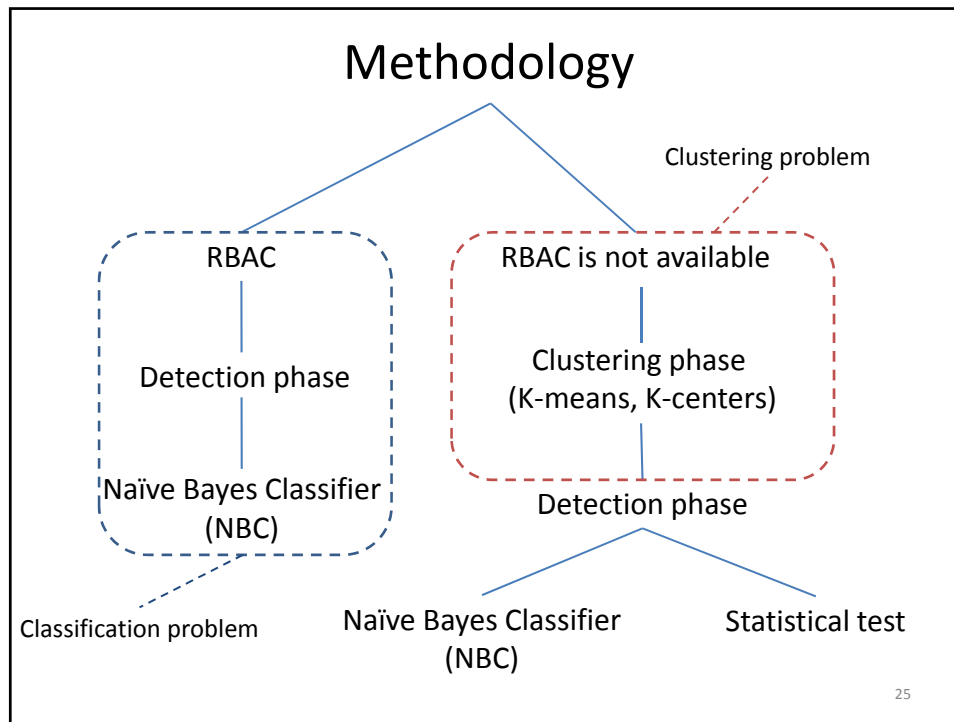 Methodology
Clustering problem
RBAC
RBAC is not available
Detection phase
Clustering phase
(K-means, K-centers)
Naïve Bayes Classifier
(NBC)
Detection phase
Classification problem
Naïve Bayes Classifier
(NBC)
Statistical test
25